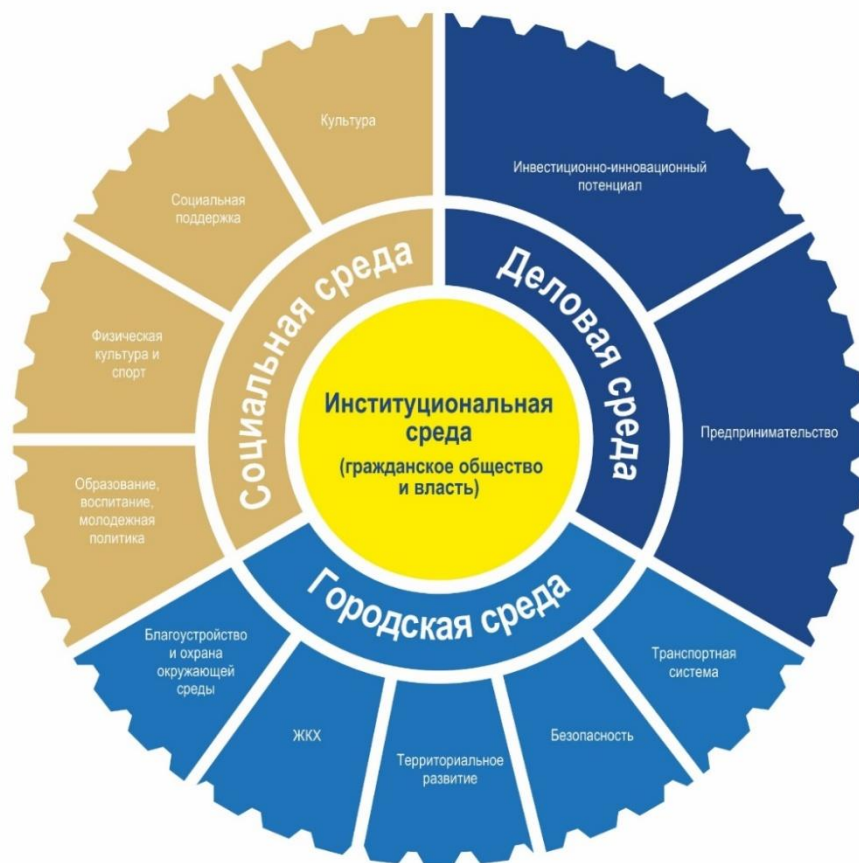 Культура
Социальная
поддержка
Физическая
культура и
спорт
Образование,
воспитание,
молодежная
политика
Социальная среда
Инвестиционно-инновационный
потенциал
Предпринимательство
Деловая среда
Институциональная
среда
(гражданское общество
и власть)
Городская среда
Благоустройство
и охрана
окружающей
среды
ЖКХ
Территориальное
развитие
Безопасность
Транспортная
система